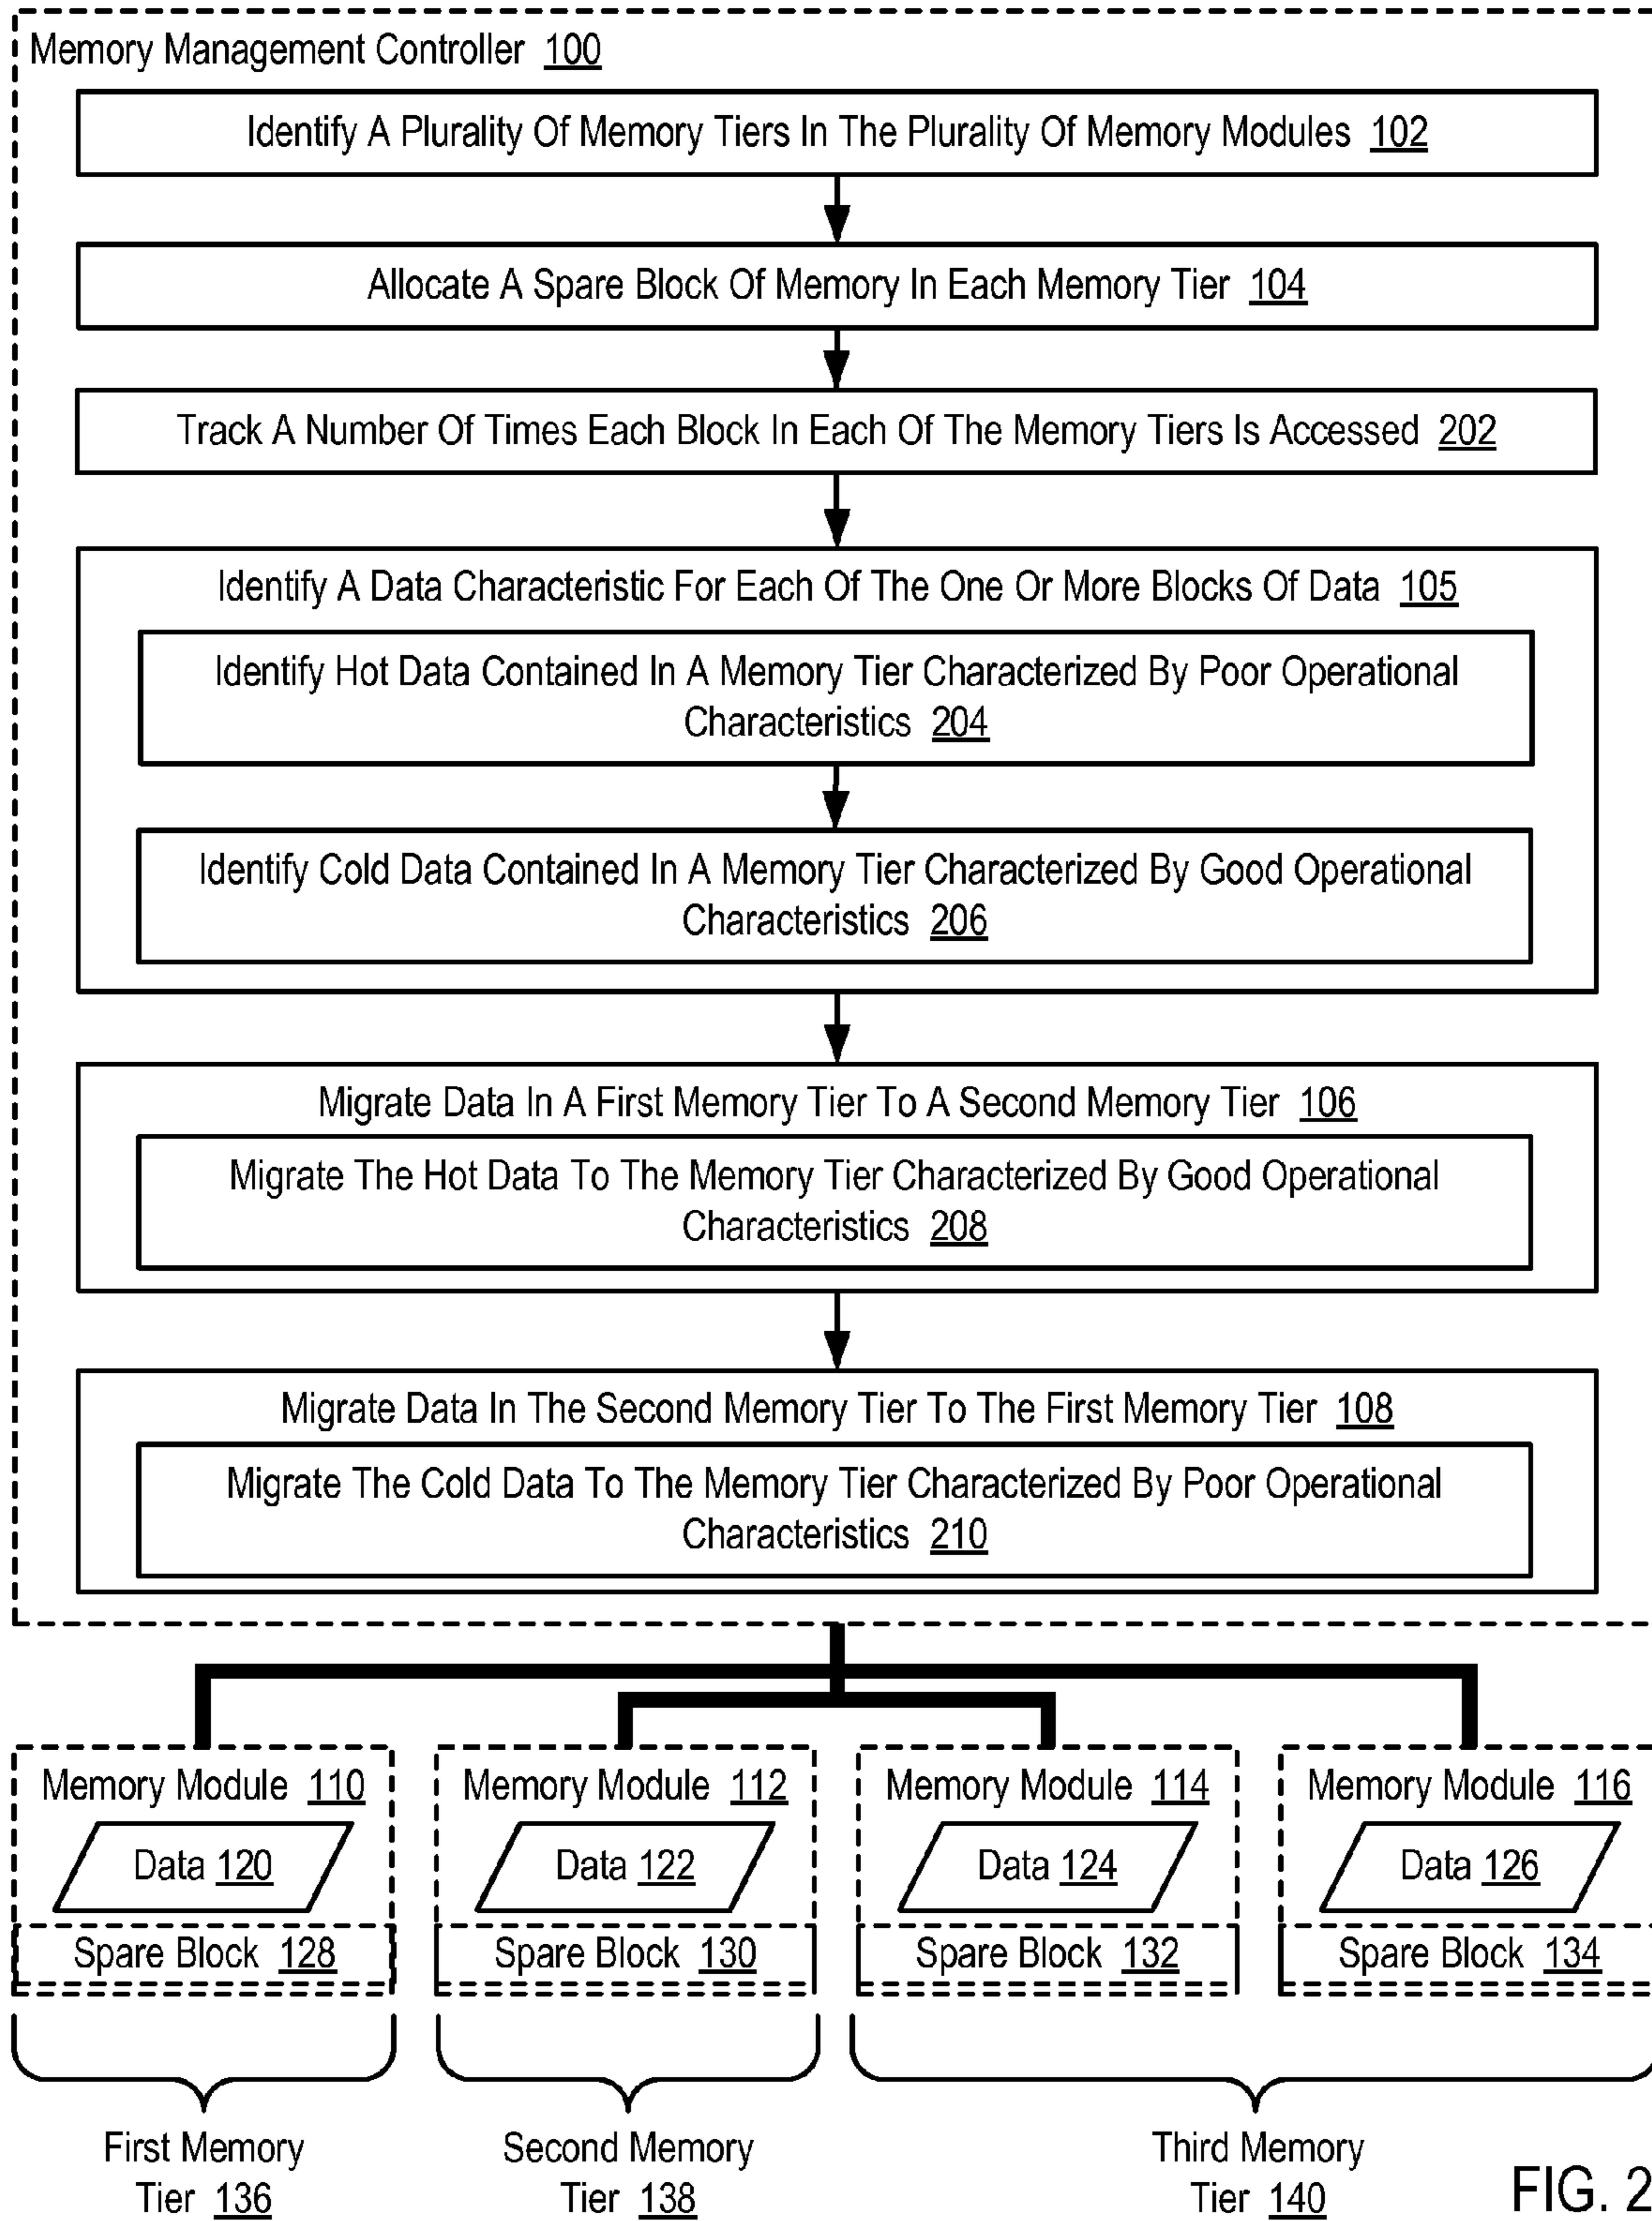 Memory Management Controller 100
Identify A Plurality Of Memory Tiers In The Plurality Of Memory Modules 102
Allocate A Spare Block Of Memory In Each Memory Tier 104
Track A Number Of Times Each Block In Each Of The Memory Tiers Is Accessed 202
Identify A Data Characteristic For Each Of The One Or More Blocks Of Data 105
Identify Hot Data Contained In A Memory Tier Characterized By Poor Operational
Characteristics 204
Identify Cold Data Contained In A Memory Tier Characterized By Good Operational
Characteristics 206
Migrate Data In A First Memory Tier To A Second Memory Tier 106
Migrate The Hot Data To The Memory Tier Characterized By Good Operational
Characteristics 208
Migrate Data In The Second Memory Tier To The First Memory Tier 108
Migrate The Cold Data To The Memory Tier Characterized By Poor Operational
Characteristics 210
Memory Module 110
Data 120
Spare Block 128
Memory Module 112
Data 122
Spare Block 130
Memory Module 114
Data 124
Spare Block 132
Memory Module 116
Data 126
Spare Block 134
First Memory
Tier 136
Second Memory
Tier 138
Third Memory
Tier 140
FIG. 2